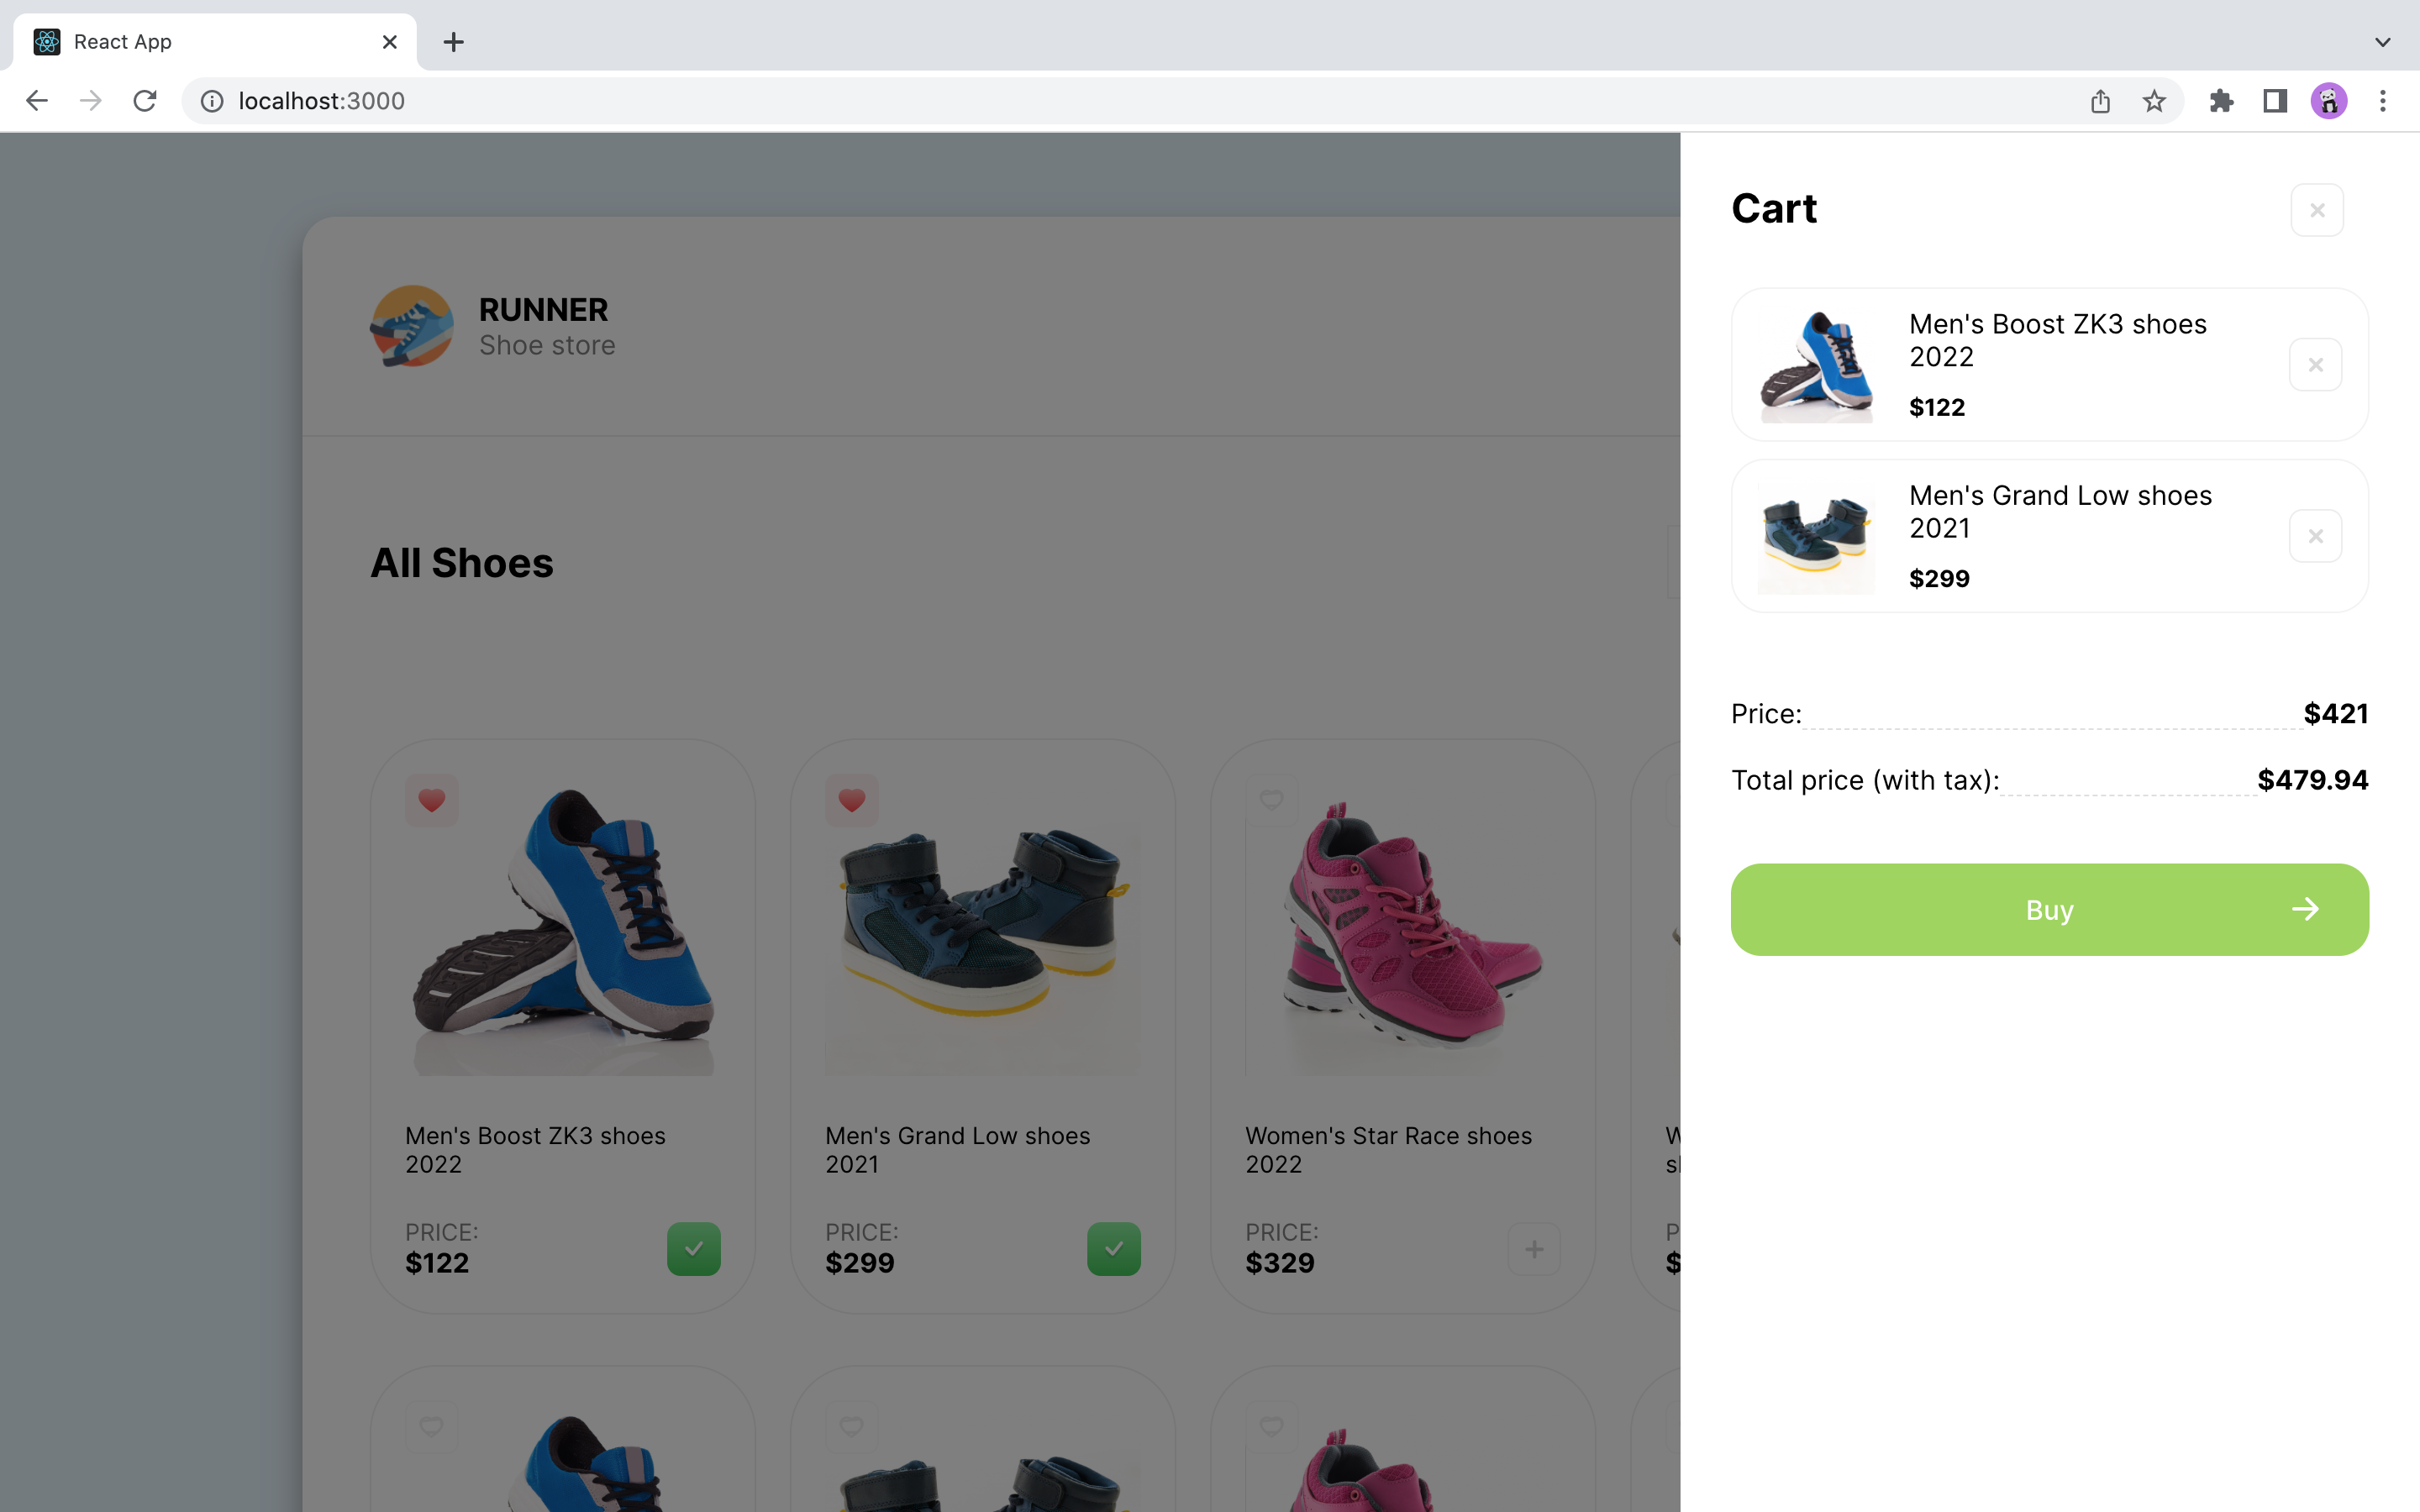 React App
localhost:3000
RUNNER
Shoe store
All Shoes
Men's Boost ZK3 shoes
2022
PRICE:
$122
Men's Grand Low shoes
2021
PRICE:
$299
Women's Star Race shoes
2022
PRICE:
$329
Cart
Men's Boost ZK3 shoes
2022
$122
Men's Grand Low shoes
2021
$299
Price:
$421
Total price (with tax):
$479.94
Buy